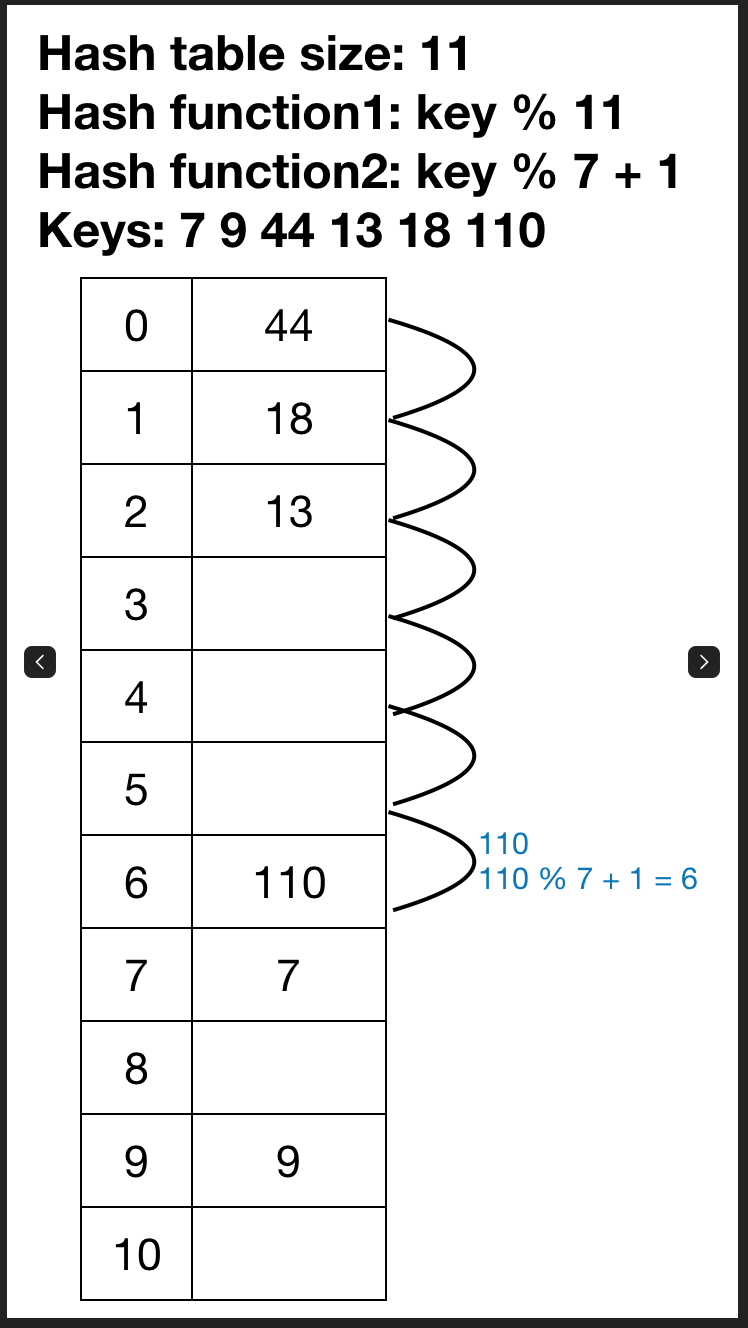 Hash table size: 11
Hash function1: key % 11
Hash function2: key % 7 + 1
Keys: 7 9 44 13 18 110
0 44
1 18
2 13
3
4
5
110
110 % 7 + 1 = 6
6 110
7 7
8
9 9
10